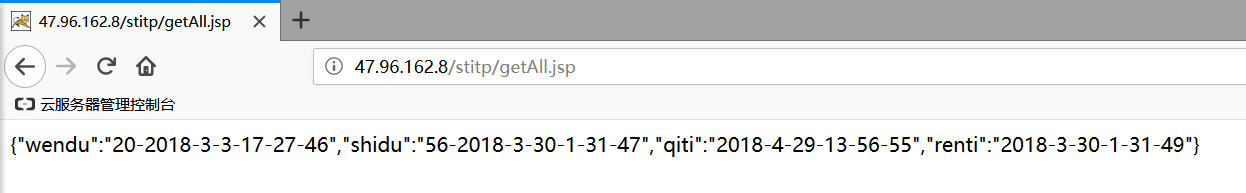 47.96.162.8/stitp/getAll.jsp
47.96.162.8/stitp/getAll.jsp
云服务器管理控制台
{"wendu":"20-2018-3-3-17-27-46","shidu":"56-2018-3-30-1-31-47","qiti":"2018-4-29-13-56-55","renti":"2018-3-30-1-31-49"}